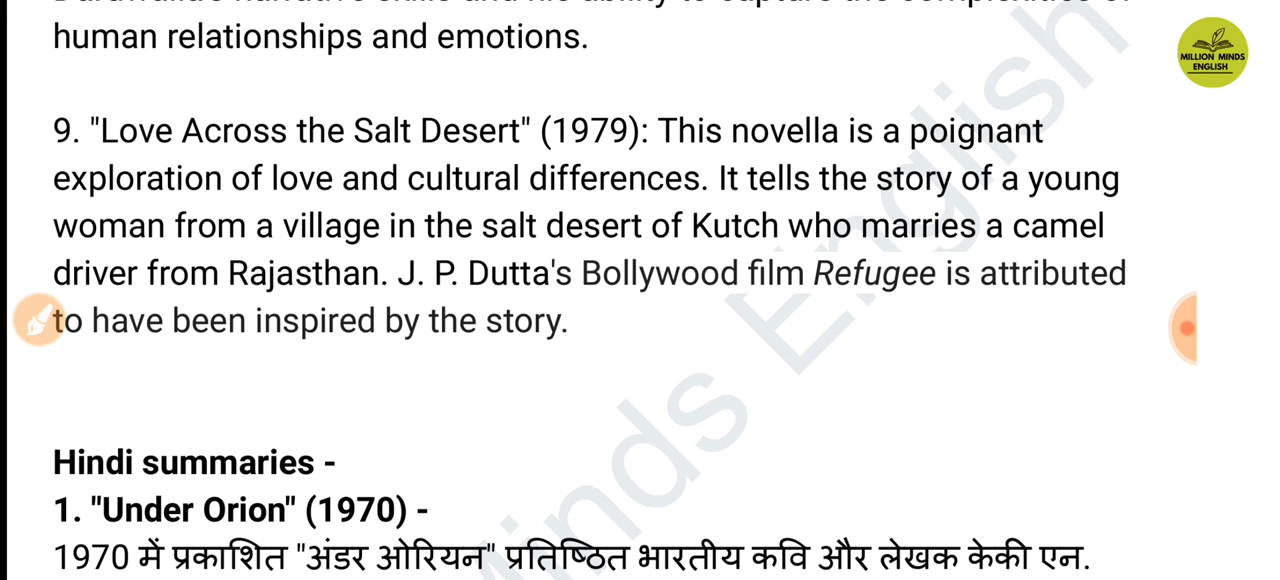 human relationships and emotions.
MILLION MINDS
ENGLISH
9. "Love Across the Salt Desert" (1979): This novella is a poignant
exploration of love and cultural differences. It tells the story of a young
woman from a village in the salt desert of Kutch who marries a camel
driver from Rajasthan. J. P. Dutta's Bollywood film Refugee is attributed
to have been inspired by the story.
Hindi summaries -
1. "Under Orion" (1970) -
1970 में प्रकाशित "अंडर ओरियन" प्रतिष्ठित भारतीय कवि और लेखक केकी एन.
inds English